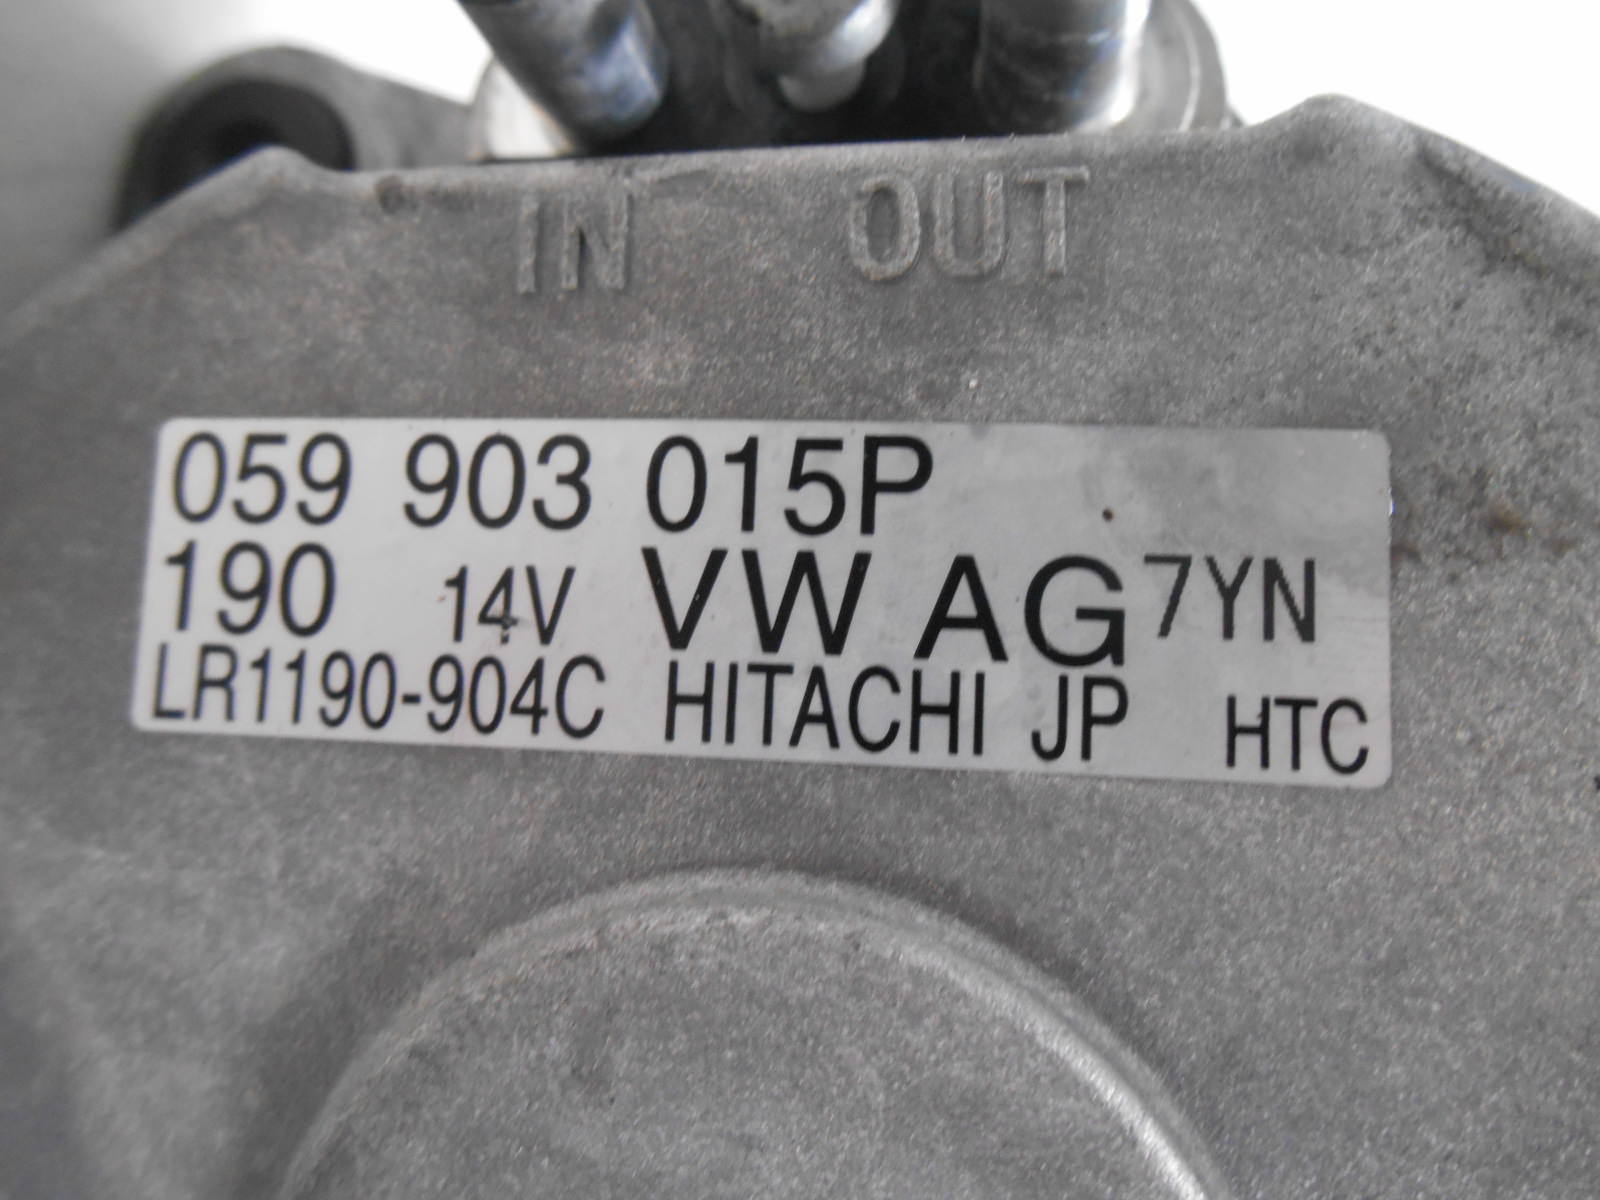 IN OUT
059 903 015P
190 14V VW AG 7YN
LR1190-904C HITACHI JP HTC